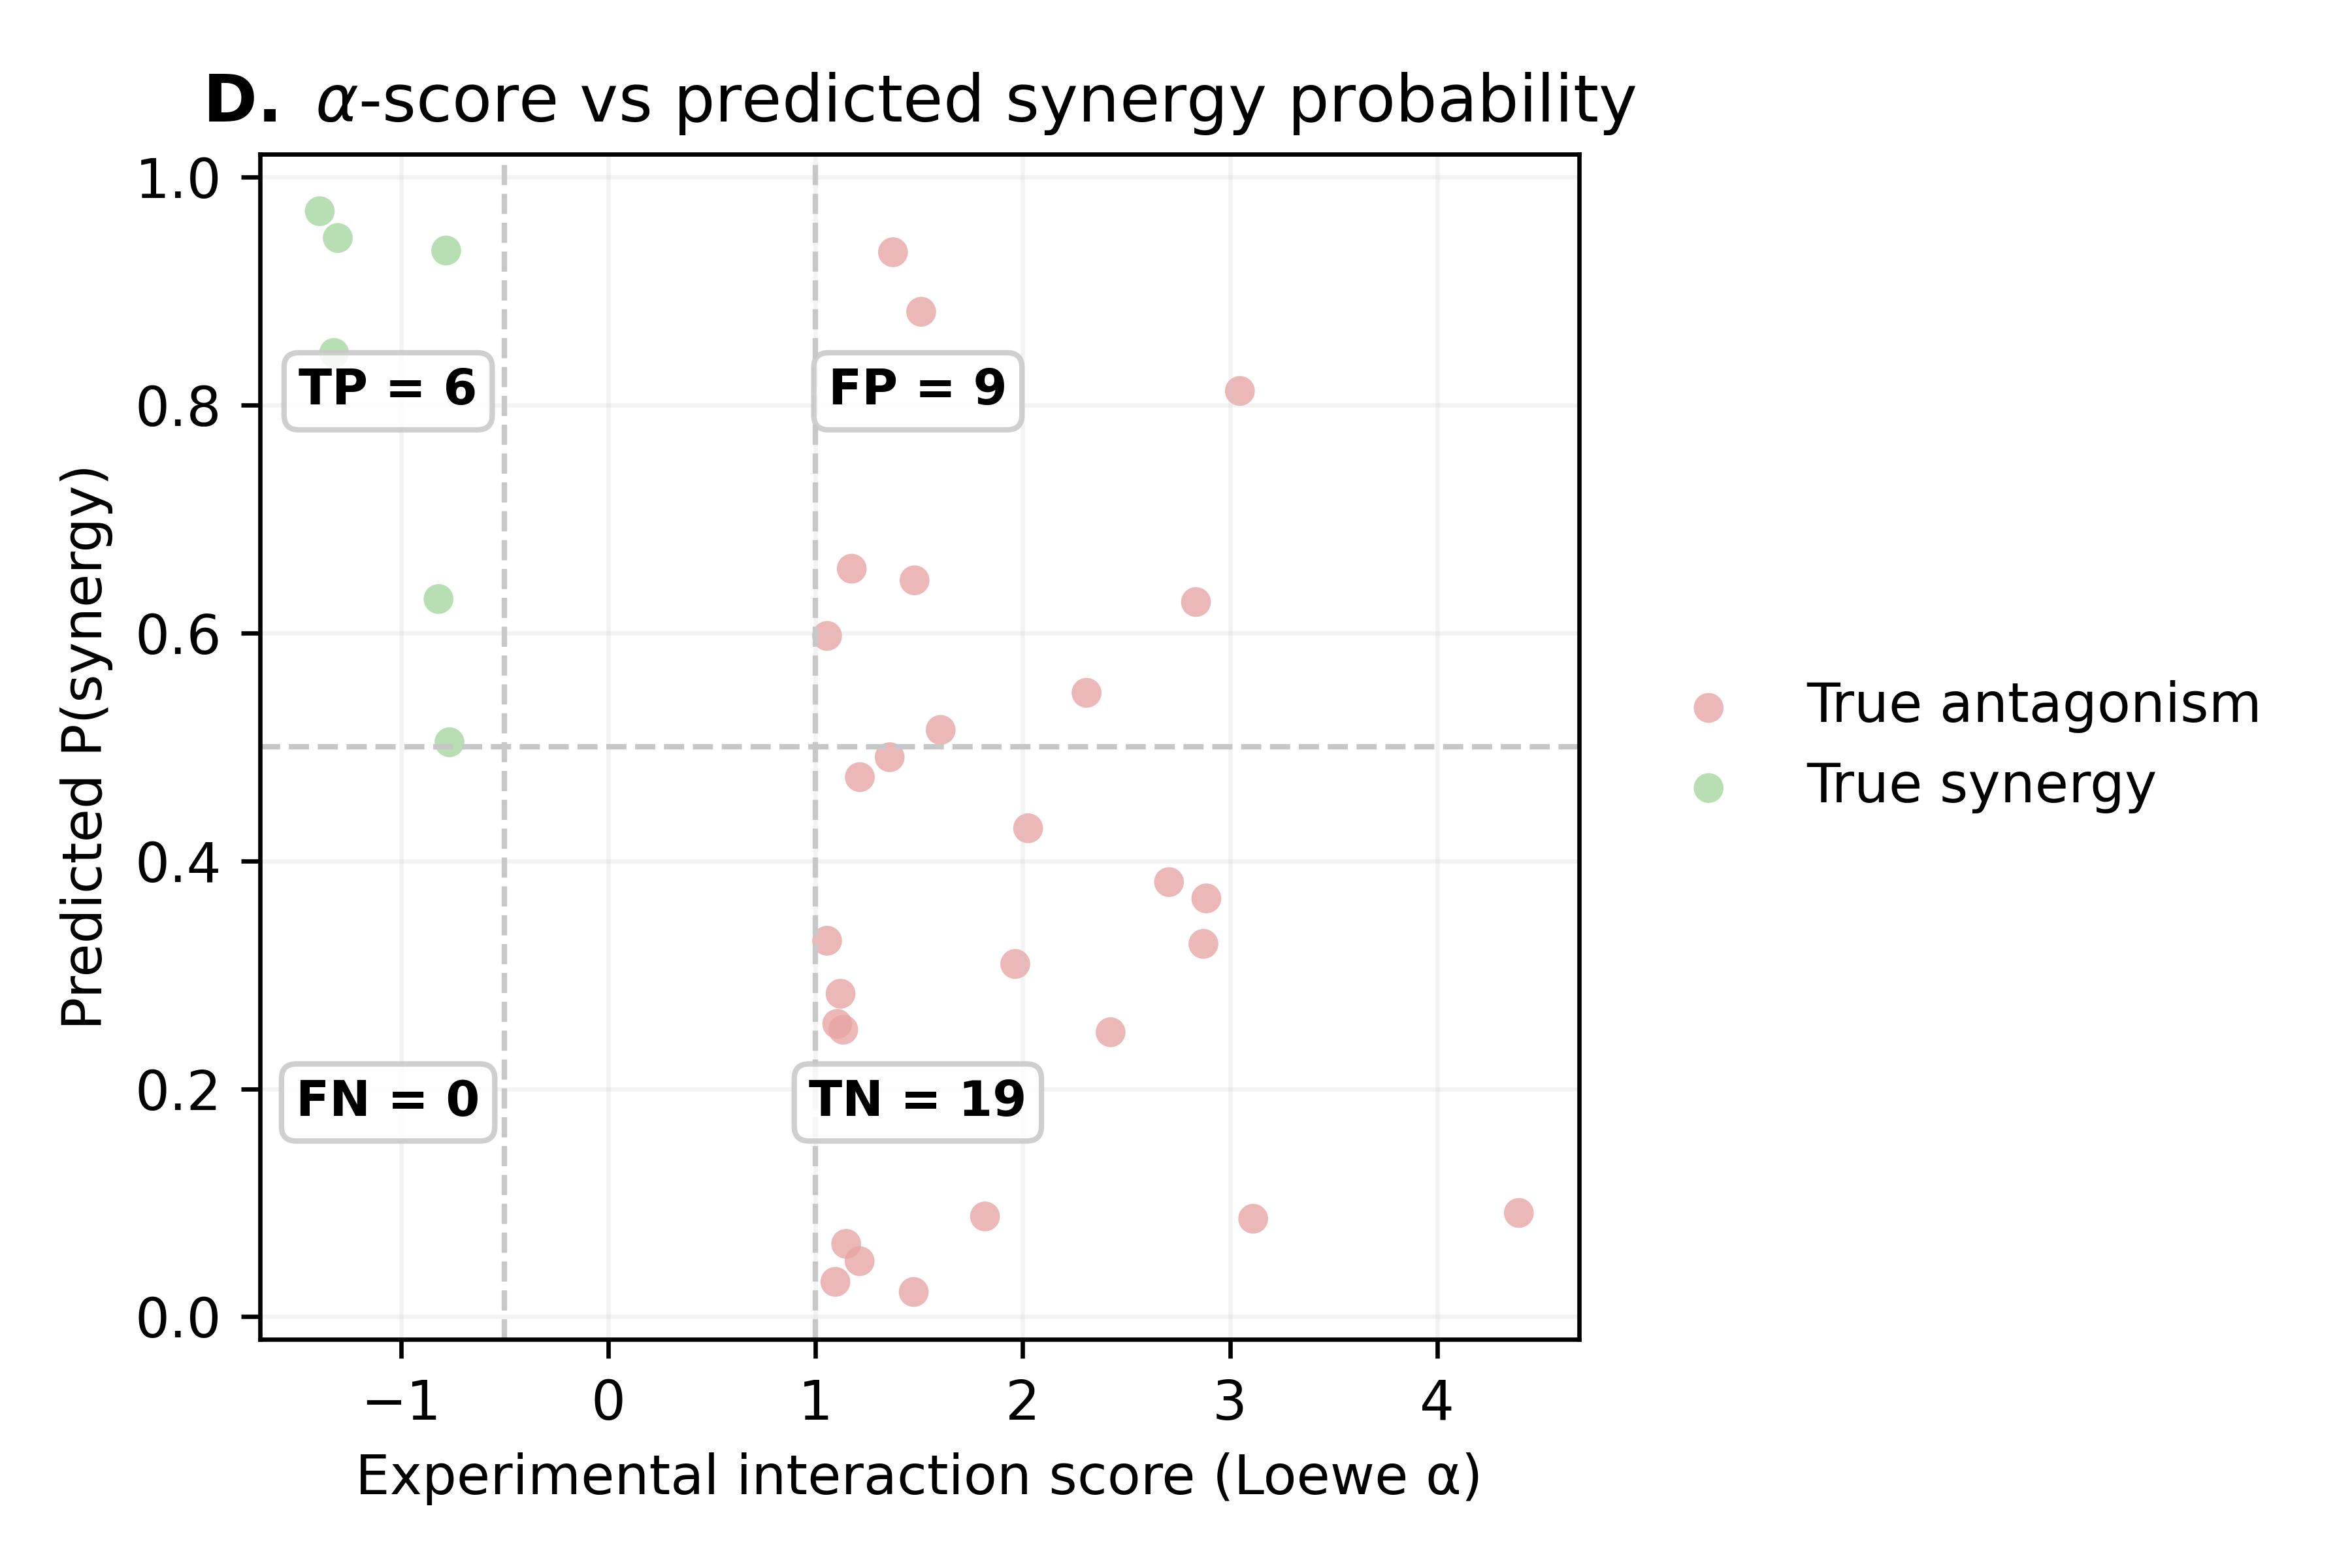 D. α-score vs predicted synergy probability
1.0
0.8
0.6
0.4
0.2
0.0
Predicted P(synergy)
TP = 6
FP = 9
FN = 0
TN = 19
−1
0
1
2
3
4
Experimental interaction score (Loewe α)
True antagonism
True synergy